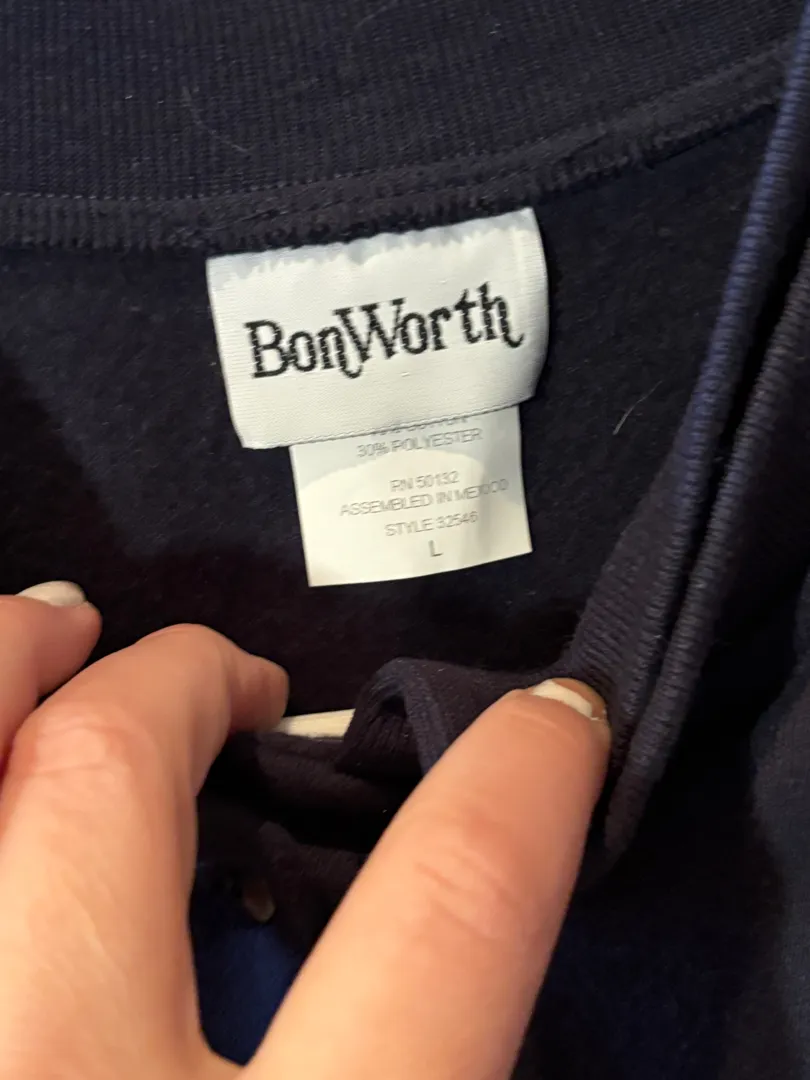 BonWorth
30% POLYESTER
RN 50132
ASSEMBLED IN MEXICO
STYLE 32546
L